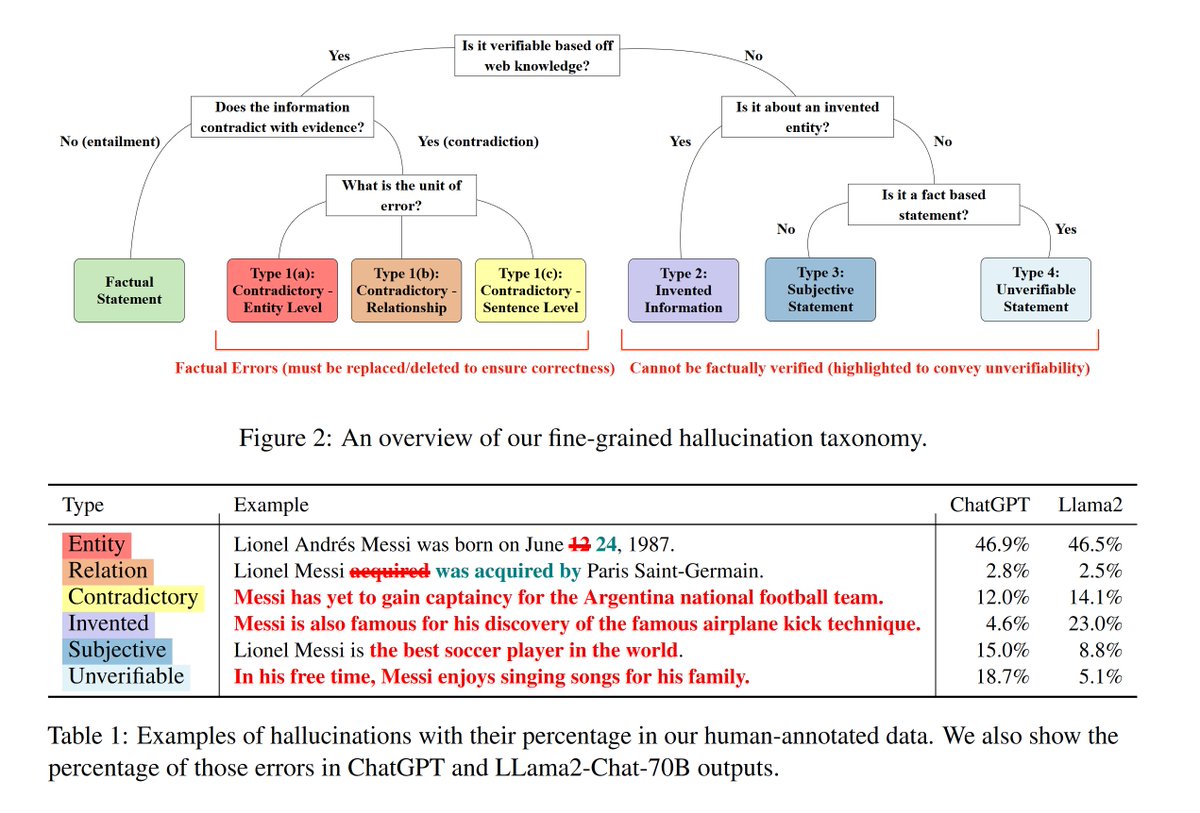 Is it verifiable based off
web knowledge?
Yes
No
Does the information
contradict with evidence?
Is it about an invented
entity?
No (entailment)
Yes (contradiction)
Yes
No
What is the unit of
error?
Is it a fact based
statement?
No
Yes
Factual
Statement
Type 1(a):
Contradictory -
Entity Level
Type 1(b):
Contradictory -
Relationship
Type 1(c):
Contradictory -
Sentence Level
Type 2:
Invented
Information
Type 3:
Subjective
Statement
Type 4:
Unverifiable
Statement
Factual Errors (must be replaced/deleted to ensure correctness)
Cannot be factually verified (highlighted to convey unverifiability)
Figure 2: An overview of our fine-grained hallucination taxonomy.
Type Example ChatGPT Llama2
Entity Lionel Andrés Messi was born on June 12 24, 1987. 46.9% 46.5%
Relation Lionel Messi acquired was acquired by Paris Saint-Germain. 2.8% 2.5%
Contradictory Messi has yet to gain captaincy for the Argentina national football team. 12.0% 14.1%
Invented Messi is also famous for his discovery of the famous airplane kick technique. 4.6% 23.0%
Subjective Lionel Messi is the best soccer player in the world. 15.0% 8.8%
Unverifiable In his free time, Messi enjoys singing songs for his family. 18.7% 5.1%
Table 1: Examples of hallucinations with their percentage in our human-annotated data. We also show the
percentage of those errors in ChatGPT and LLama2-Chat-70B outputs.